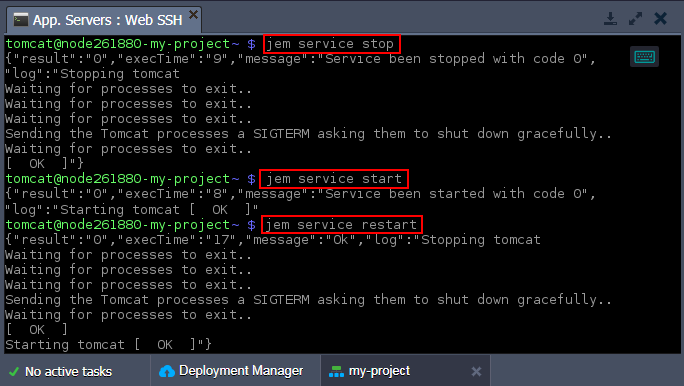 App. Servers : Web SSH
tomcat@node261880-my-project~ $ jem service stop
{"result":"0","execTime":"9","message":"Service been stopped with code 0",
"log":"Stopping tomcat
Waiting for processes to exit..
Waiting for processes to exit..
Waiting for processes to exit..
Sending the Tomcat processes a SIGTERM asking them to shut down gracefully..
Waiting for processes to exit..
[  OK  ]"}
tomcat@node261880-my-project~ $ jem service start
{"result":"0","execTime":"8","message":"Service been started with code 0",
"log":"Starting tomcat [  OK  ]"
tomcat@node261880-my-project~ $ jem service restart
{"result":"0","execTime":"17","message":"Ok","log":"Stopping tomcat
Waiting for processes to exit..
Waiting for processes to exit..
Waiting for processes to exit..
Sending the Tomcat processes a SIGTERM asking them to shut down gracefully..
Waiting for processes to exit..
[  OK  ]
Starting tomcat [  OK  ]"}
No active tasks
Deployment Manager
my-project